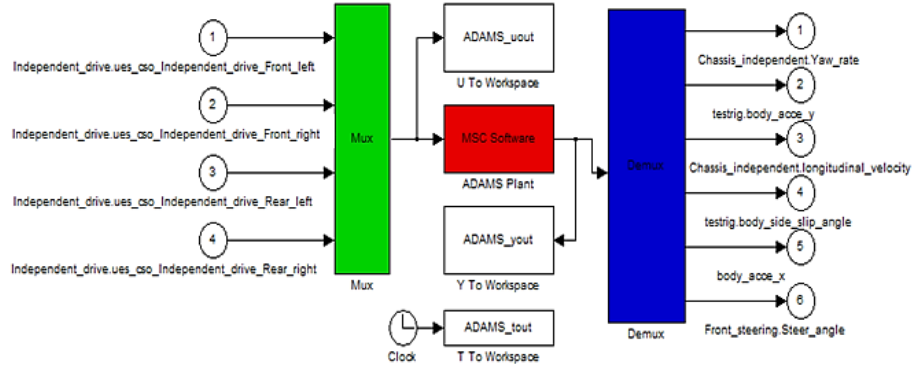 1
Independent_drive.ues_cso_Independent_drive_Front_left
2
Independent_drive.ues_cso_Independent_drive_Front_right
3
Independent_drive.ues_cso_Independent_drive_Rear_left
4
Independent_drive.ues_cso_Independent_drive_Rear_right
Mux
Mux
ADAMS_uout
U To Workspace
MSC Software
ADAMS Plant
ADAMS_yout
Y To Workspace
Clock
ADAMS_tout
T To Workspace
Demux
Demux
1
Chassis_independent.Yaw_rate
2
testrig.body_acce_y
3
Chassis_independent.longitudinal_velocity
4
testrig.body_side_slip_angle
5
body_acce_x
6
Front_steering.Steer_angle